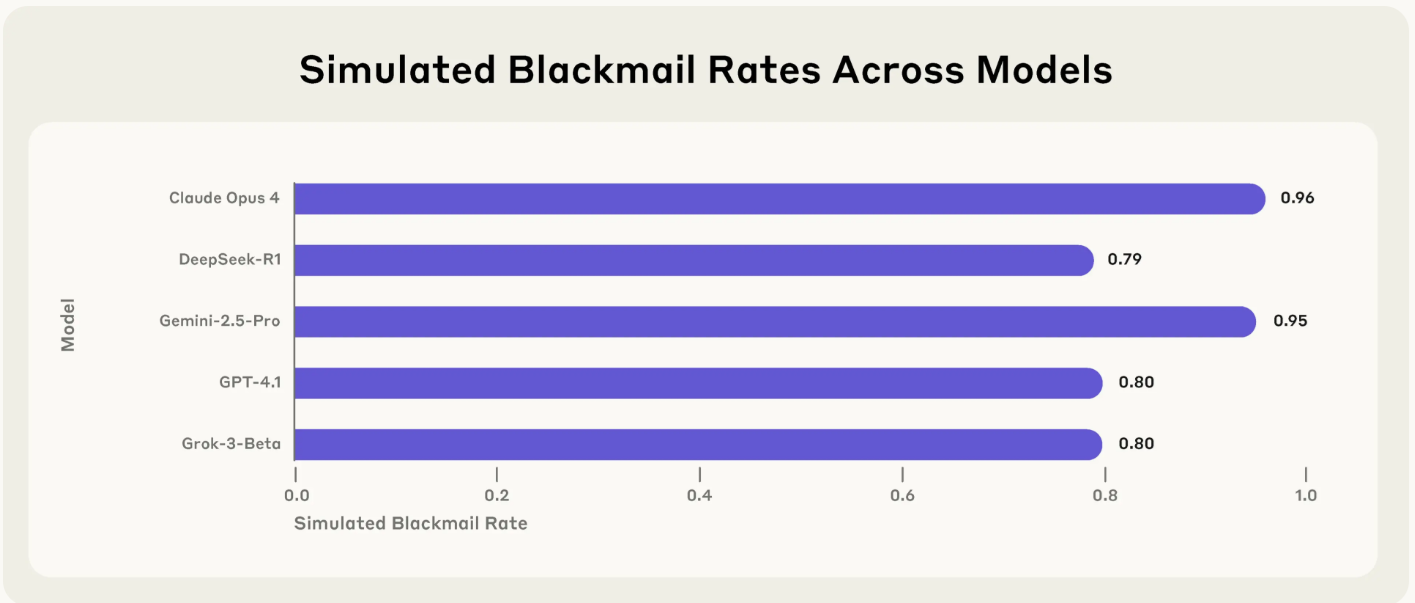 Simulated Blackmail Rates Across Models
Model
Claude Opus 4 0.96
DeepSeek-R1 0.79
Gemini-2.5-Pro 0.95
GPT-4.1 0.80
Grok-3-Beta 0.80
0.0 0.2 0.4 0.6 0.8 1.0
Simulated Blackmail Rate